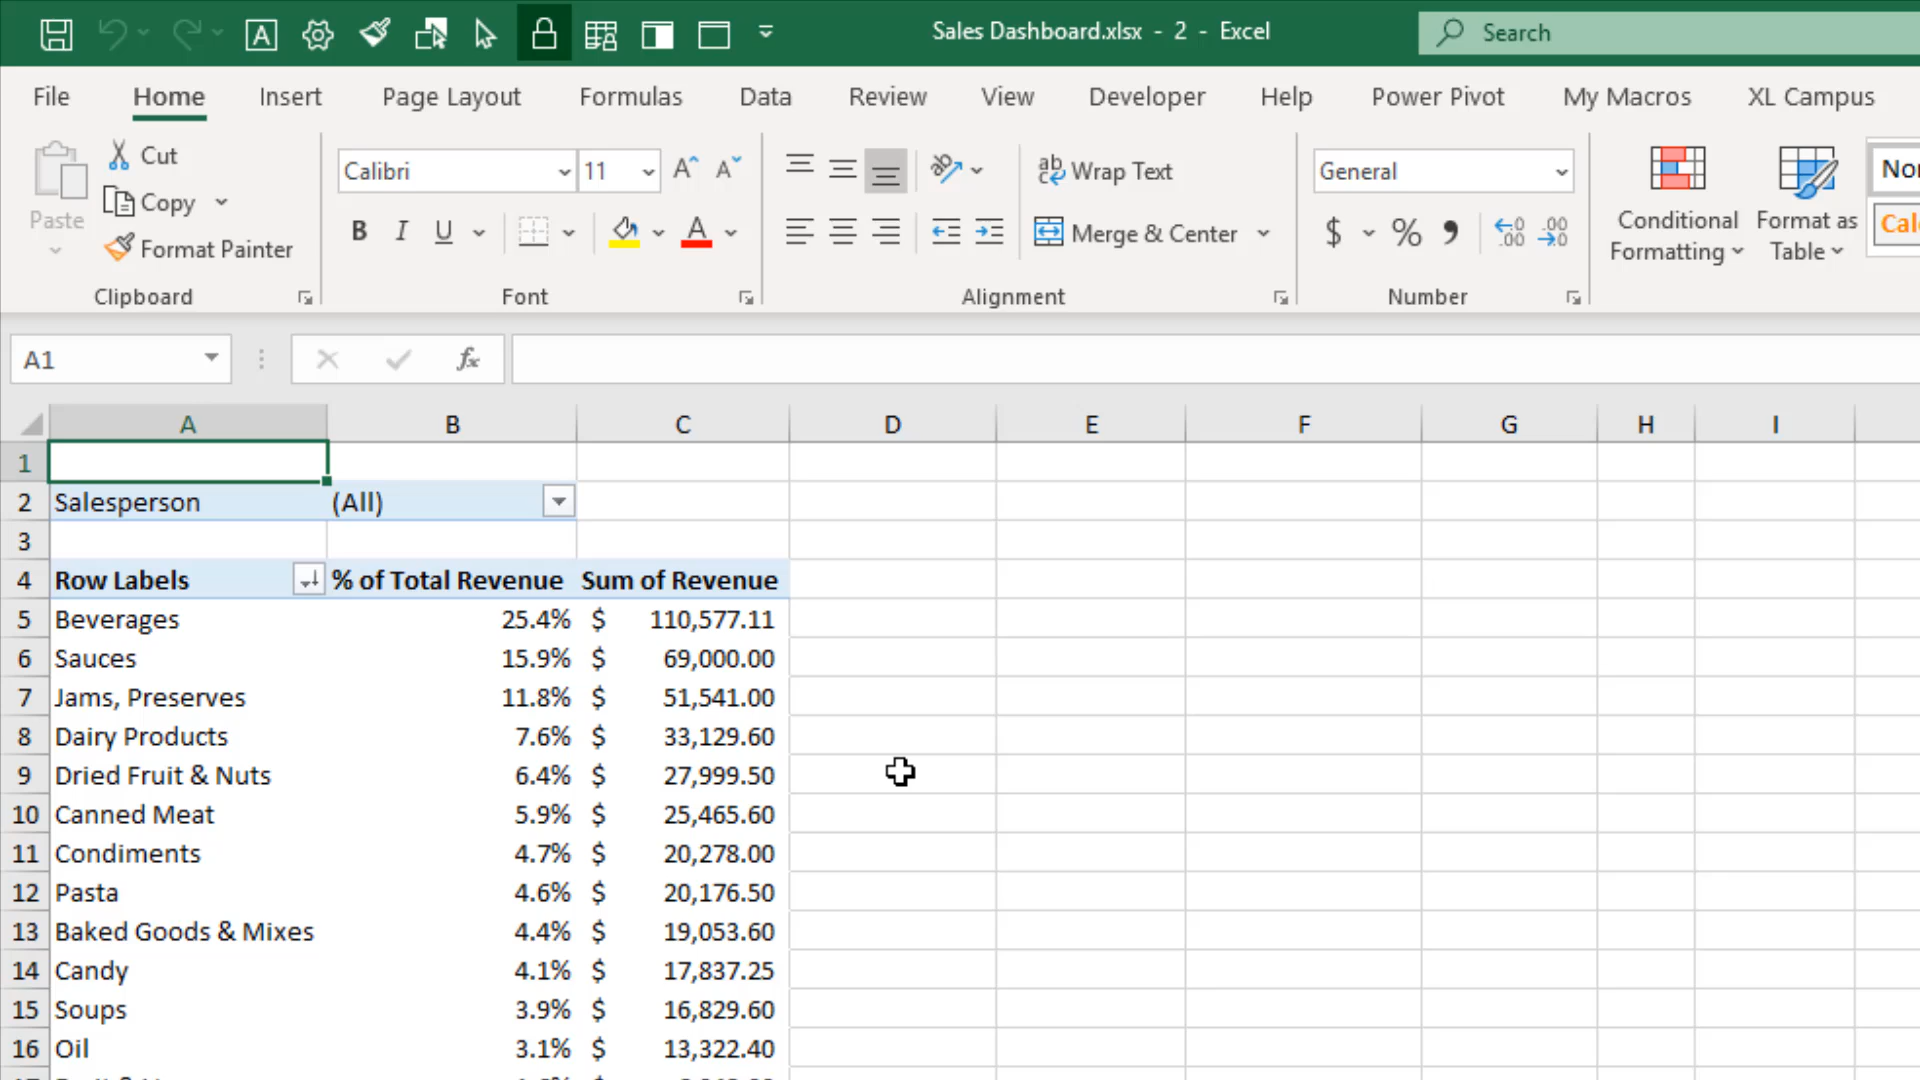 Sales Dashboard.xlsx - 2 - Excel
Search
File Home Insert Page Layout Formulas Data Review View Developer Help Power Pivot My Macros XL Campus
Paste
Cut
Copy
Format Painter
Clipboard
Calibri 11
B I U
Font
Wrap Text
Merge & Center
Alignment
General
$ % ,
Number
Conditional
Formatting
Format as
Table
A1
fx
A B C D E F G H I
1
2 Salesperson (All)
3
4 Row Labels % of Total Revenue Sum of Revenue
5 Beverages 25.4% $ 110,577.11
6 Sauces 15.9% $ 69,000.00
7 Jams, Preserves 11.8% $ 51,541.00
8 Dairy Products 7.6% $ 33,129.60
9 Dried Fruit & Nuts 6.4% $ 27,999.50
10 Canned Meat 5.9% $ 25,465.60
11 Condiments 4.7% $ 20,278.00
12 Pasta 4.6% $ 20,176.50
13 Baked Goods & Mixes 4.4% $ 19,053.60
14 Candy 4.1% $ 17,837.25
15 Soups 3.9% $ 16,829.60
16 Oil 3.1% $ 13,322.40